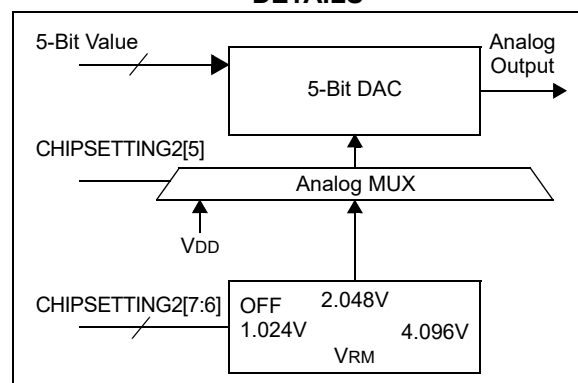 5-Bit Value
Analog
Output
5-Bit DAC
CHIPSETTING2[5]
Analog MUX
VDD
CHIPSETTING2[7:6]
OFF
2.048V
1.024V
4.096V
VRM